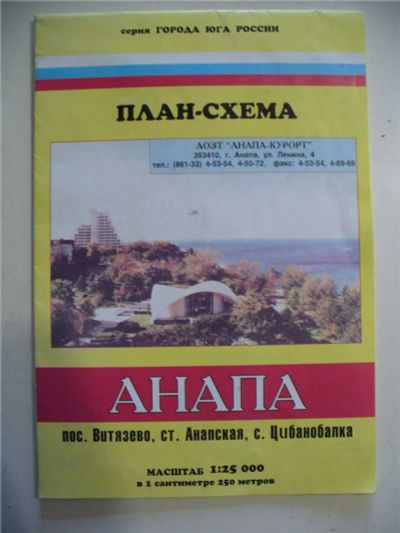 серия ГОРОДА ЮГА РОССИИ
ПЛАН-СХЕМА
АОЗТ "АНАПА-КУРОРТ"
353410, г. Анапа, ул. Ленина, 4
тел.: (861-33) 4-53-54, 4-50-72, факс: 4-53-54, 4-69-69
АНАПА
пос. Витязево, ст. Анапская, с. Цибанобалка
МАСШТАБ 1:25 000
в 1 сантиметре 250 метров